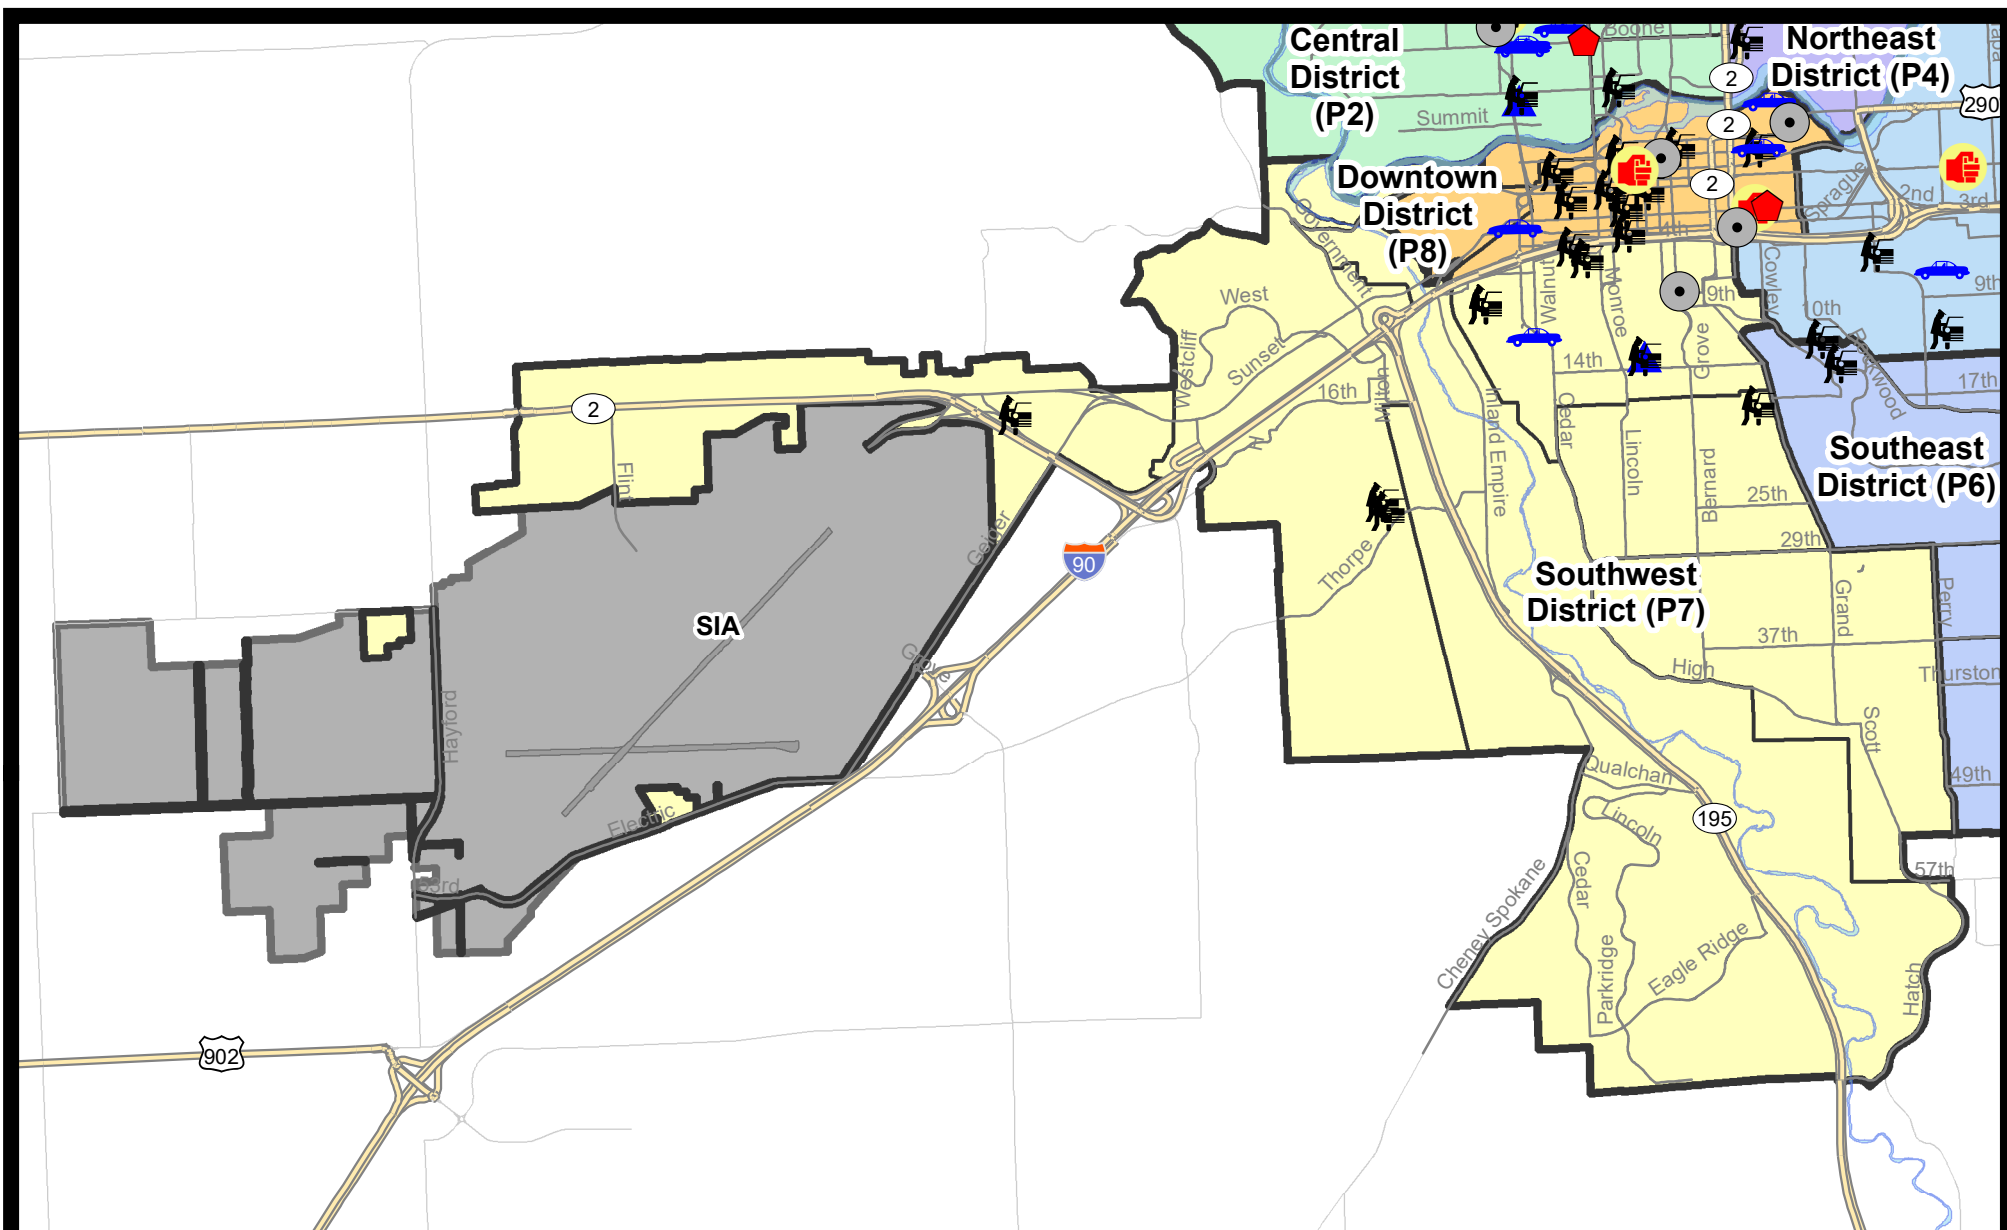 Central
District
(P2)
Northeast
District (P4)
Boone
Summit
2
2
2
290
Downtown
District
(P8)
Sprague
2nd
3rd
4th
Government
West
Westcliff
Sunset
16th
Milton
Walnut
Monroe
9th
Grove
Cowley
10th
9th
14th
17th
Inland Empire
Cedar
Lincoln
Bernard
25th
29th
Southeast
District (P6)
2
Flint
Geiger
90
Thorpe
Southwest
District (P7)
Grand
Perry
37th
High
Thurston
Scott
49th
SIA
Grove
Hayford
Electric
53rd
Qualchan
Lincoln
195
Cedar
57th
Cheney Spokane
Parkridge
Eagle Ridge
Hatch
902